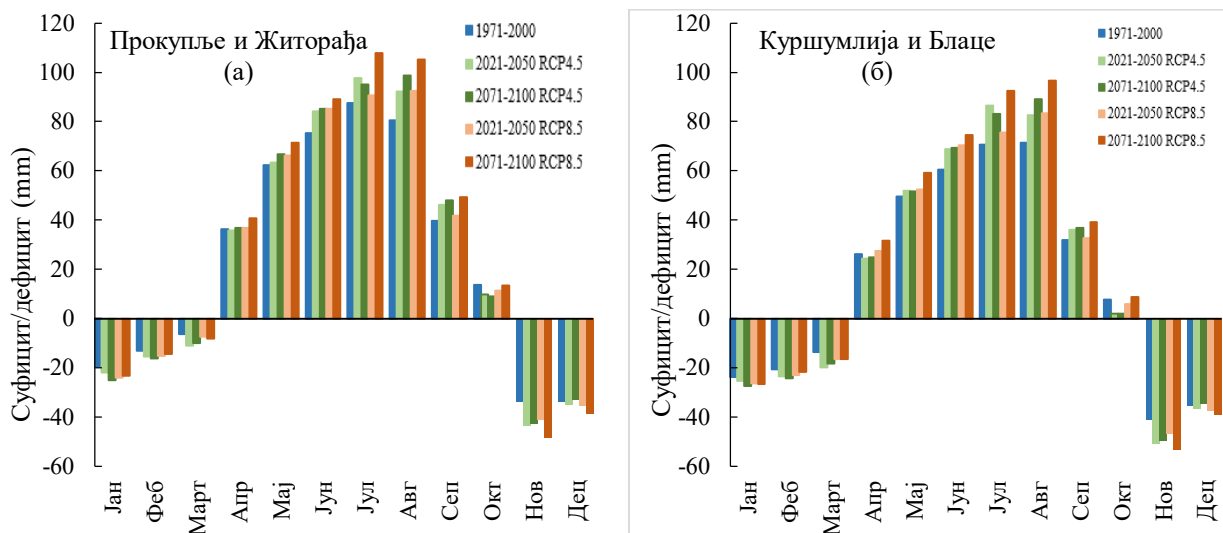 Прокупље и Житорађа
(а)
1971-2000
2021-2050 RCP4.5
2071-2100 RCP4.5
2021-2050 RCP8.5
2071-2100 RCP8.5
Суфицит/дефицит (mm)
120
100
80
60
40
20
0
-20
-40
-60
Јан
Феб
Март
Апр
Мај
Јун
Јул
Авг
Сеп
Окт
Нов
Дец
Куршумлија и Блаце
(б)
1971-2000
2021-2050 RCP4.5
2071-2100 RCP4.5
2021-2050 RCP8.5
2071-2100 RCP8.5
Суфицит/дефицит (mm)
120
100
80
60
40
20
0
-20
-40
-60
Јан
Феб
Март
Апр
Мај
Јун
Јул
Авг
Сеп
Окт
Нов
Дец